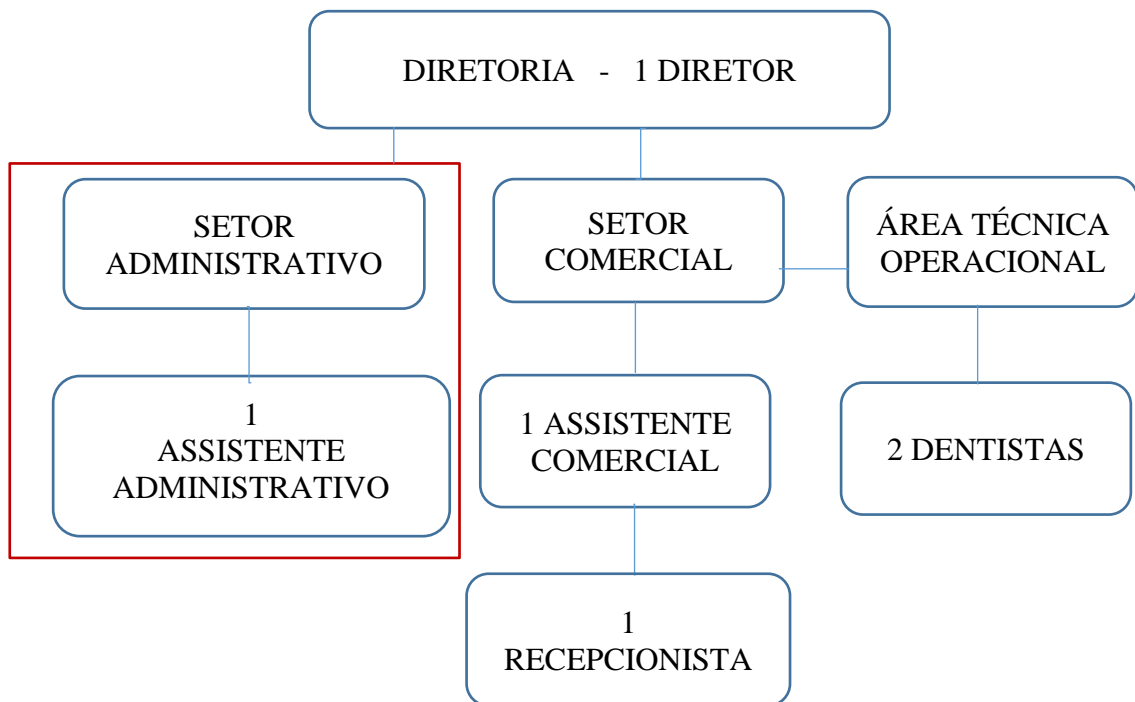 DIRETORIA - 1 DIRETOR
SETOR
ADMINISTRATIVO
SETOR
COMERCIAL
ÁREA TÉCNICA
OPERACIONAL
1
ASSISTENTE
ADMINISTRATIVO
1 ASSISTENTE
COMERCIAL
2 DENTISTAS
1
RECEPCIONISTA